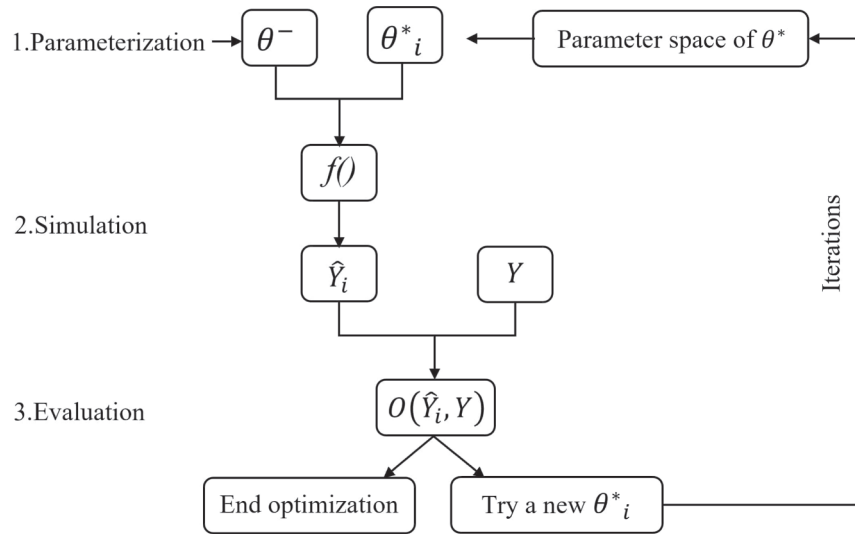 1.Parameterization
θ⁻
θ*ᵢ
Parameter space of θ*
f()
2.Simulation
Ŷᵢ
Y
Iterations
3.Evaluation
O(Ŷᵢ, Y)
End optimization
Try a new θ*ᵢ